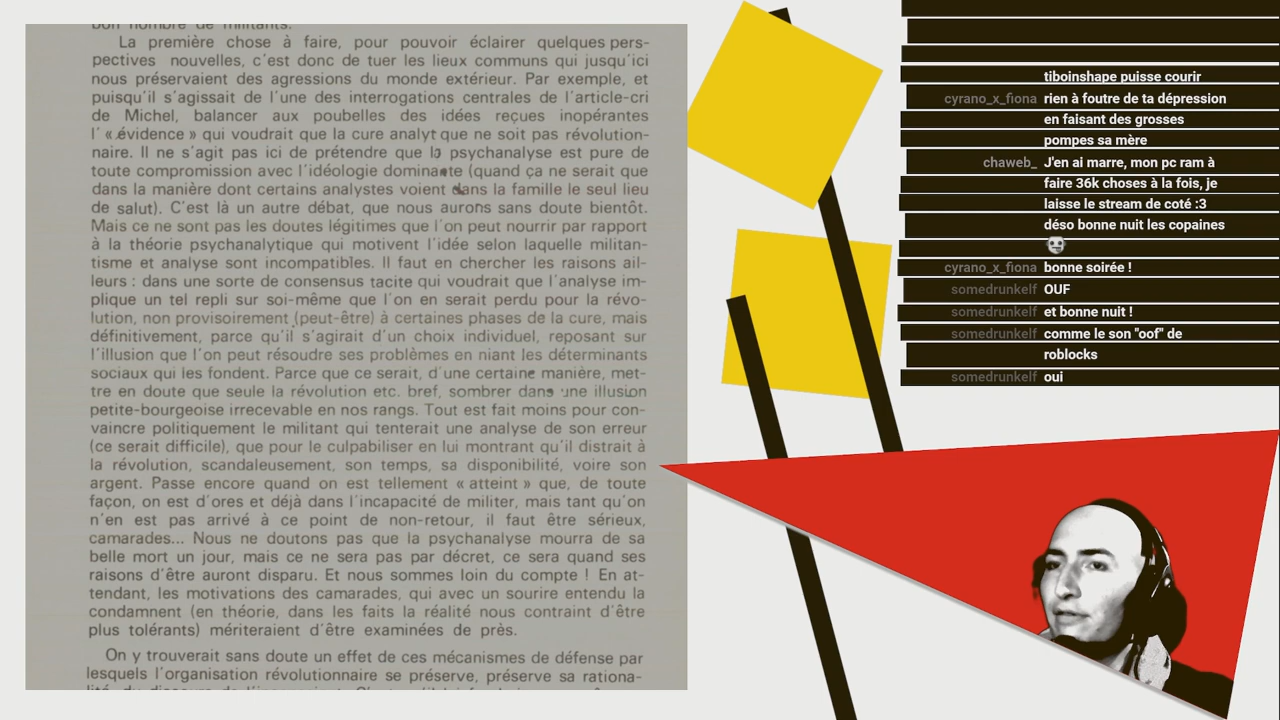 bon nombre de militants.
La première chose à faire, pour pouvoir éclairer quelques pers-
pectives nouvelles, c'est donc de tuer les lieux communs qui jusqu'ici
nous préservaient des agressions du monde extérieur. Par exemple, et
puisqu'il s'agissait de l'une des interrogations centrales de l'article-cri
de Michel, balancer aux poubelles des idées reçues inopérantes
l' « évidence » qui voudrait que la cure analytique ne soit pas révolution-
naire. Il ne s'agit pas ici de prétendre que la psychanalyse est pure de
toute compromission avec l'idéologie dominante (quand ça ne serait que
dans la manière dont certains analystes voient dans la famille le seul lieu
de salut). C'est là un autre débat, que nous aurons sans doute bientôt.
Mais ce ne sont pas les doutes légitimes que l'on peut nourrir par rapport
à la théorie psychanalytique qui motivent l'idée selon laquelle militan-
tisme et analyse sont incompatibles. Il faut en chercher les raisons ail-
leurs : dans une sorte de consensus tacite qui voudrait que l'analyse im-
plique un tel repli sur soi-même que l'on en serait perdu pour la révo-
lution, non provisoirement (peut-être) à certaines phases de la cure, mais
définitivement, parce qu'il s'agirait d'un choix individuel, reposant sur
l'illusion que l'on peut résoudre ses problèmes en niant les déterminants
sociaux qui les fondent. Parce que ce serait, d'une certaine manière, met-
tre en doute que seule la révolution etc. bref, sombrer dans une illusion
petite-bourgeoise irrecevable en nos rangs. Tout est fait moins pour con-
vaincre politiquement le militant qui tenterait une analyse de son erreur
(ce serait difficile), que pour le culpabiliser en lui montrant qu'il distrait à
la révolution, scandaleusement, son temps, sa disponibilité, voire son
argent. Passe encore quand on est tellement « atteint » que, de toute
façon, on est d'ores et déjà dans l'incapacité de militer, mais tant qu'on
n'en est pas arrivé à ce point de non-retour, il faut être sérieux,
camarades... Nous ne doutons pas que la psychanalyse mourra de sa
belle mort un jour, mais ce ne sera pas par décret, ce sera quand ses
raisons d'être auront disparu. Et nous sommes loin du compte ! En at-
tendant, les motivations des camarades, qui avec un sourire entendu la
condamnent (en théorie, dans les faits la réalité nous contraint d'être
plus tolérants) mériteraient d'être examinées de près.
On y trouverait sans doute un effet de ces mécanismes de défense par
lesquels l'organisation révolutionnaire se préserve, préserve sa rationa-
tiboinshape puisse courir
cyrano_x_fiona rien à foutre de ta dépression
en faisant des grosses
pompes sa mère
chaweb_ J'en ai marre, mon pc ram à
faire 36k choses à la fois, je
laisse le stream de coté :3
déso bonne nuit les copaines
cyrano_x_fiona bonne soirée !
somedrunkelf OUF
somedrunkelf et bonne nuit !
somedrunkelf comme le son "oof" de
roblocks
somedrunkelf oui